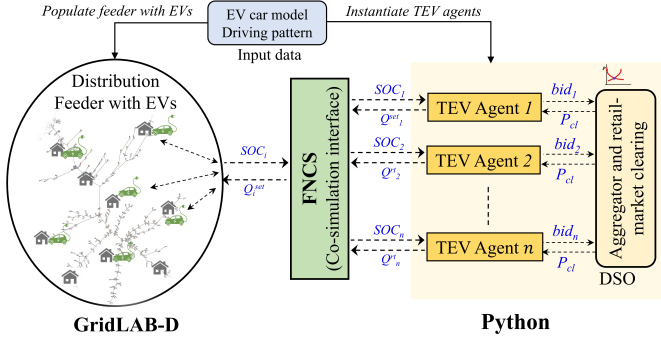 Populate feeder with EVs
EV car model
Driving pattern
Instantiate TEV agents
Input data
Distribution
Feeder with EVs
SOC_i
Q_i^set
FNCS
(Co-simulation interface)
SOC_1
Q^set_1
TEV Agent 1
bid_1
P_cl
SOC_2
Q^rt_2
TEV Agent 2
bid_2
P_cl
SOC_n
Q^rt_n
TEV Agent n
bid_n
P_cl
Aggregator and retail-
market clearing
DSO
GridLAB-D
Python